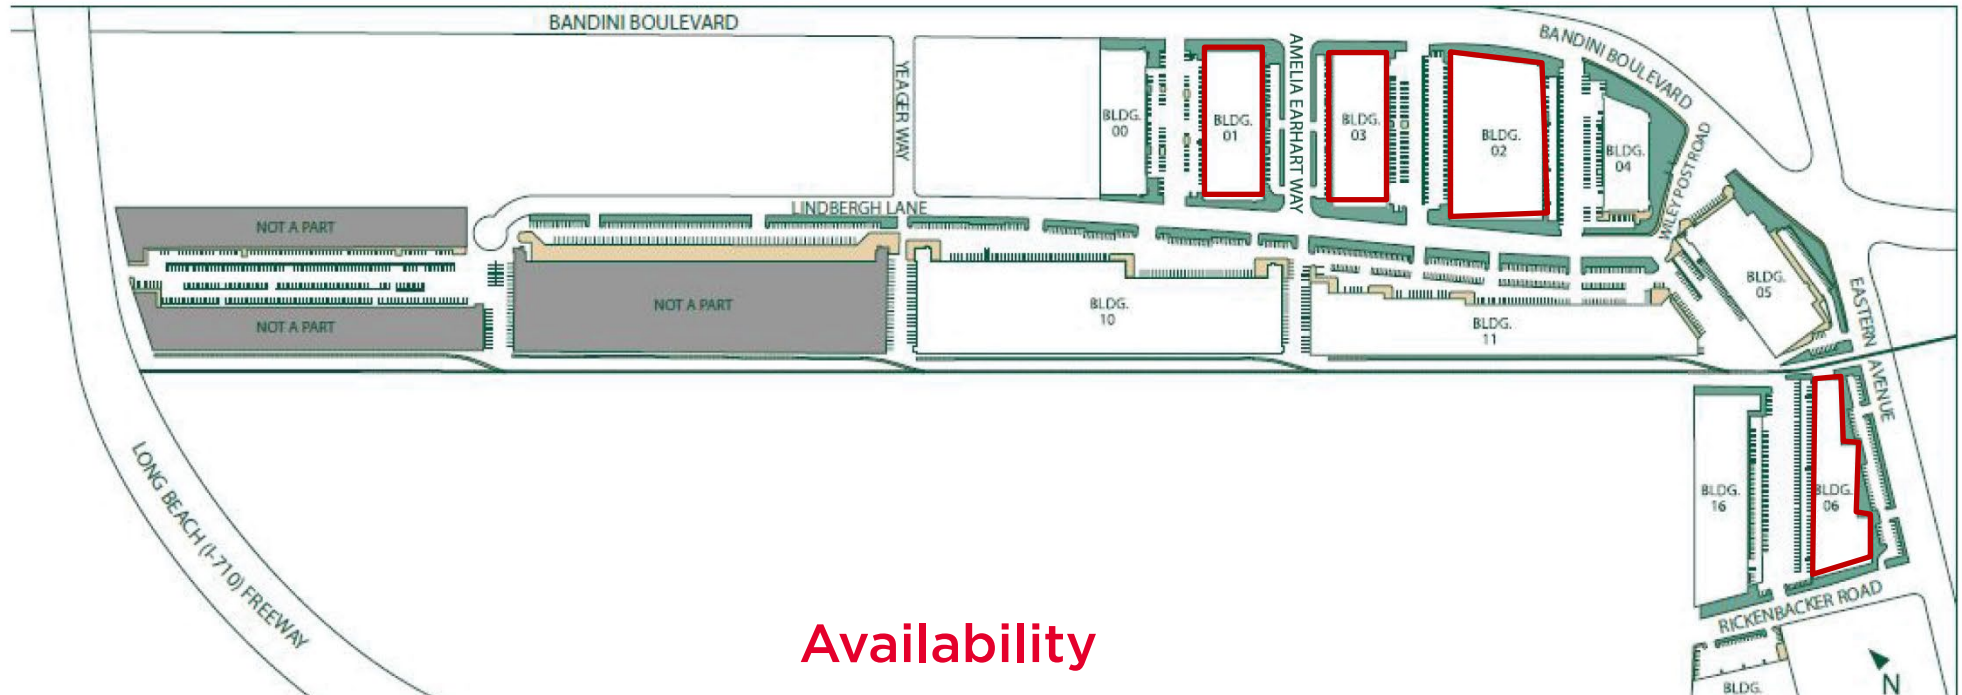 BANDINI BOULEVARD
BANDINI BOULEVARD
YEAGER WAY
AMELIA EARHART WAY
BLDG.
00
BLDG.
01
BLDG.
03
BLDG.
02
BLDG.
04
WILEY POST ROAD
LINDBERGH LANE
NOT A PART
NOT A PART
NOT A PART
BLDG.
10
BLDG.
11
BLDG.
05
EASTERN AVENUE
LONG BEACH (I-710) FREEWAY
BLDG.
16
BLDG.
06
RICKENBACKER ROAD
Availability
N
BLDG.